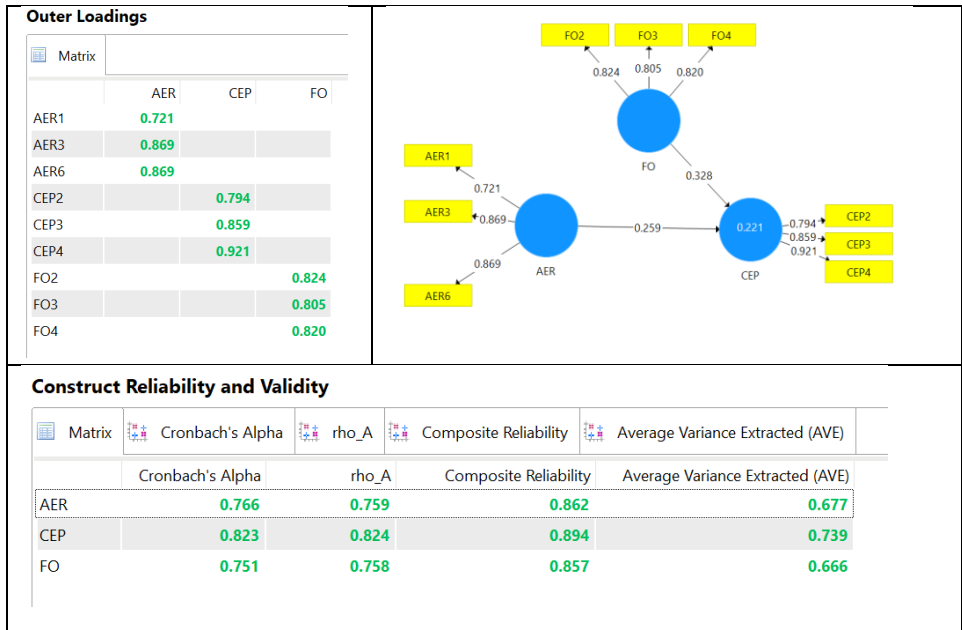 Outer Loadings
Matrix
AER CEP FO
AER1 0.721
AER3 0.869
AER6 0.869
CEP2 0.794
CEP3 0.859
CEP4 0.921
FO2 0.824
FO3 0.805
FO4 0.820
FO2 FO3 FO4
0.824 0.805 0.820
FO
0.328
AER1
0.721
AER3
0.869
AER6
0.869
AER
0.259
0.221
CEP
0.794 CEP2
0.859 CEP3
0.921 CEP4
Construct Reliability and Validity
Matrix Cronbach's Alpha rho_A Composite Reliability Average Variance Extracted (AVE)
Cronbach's Alpha rho_A Composite Reliability Average Variance Extracted (AVE)
AER 0.766 0.759 0.862 0.677
CEP 0.823 0.824 0.894 0.739
FO 0.751 0.758 0.857 0.666